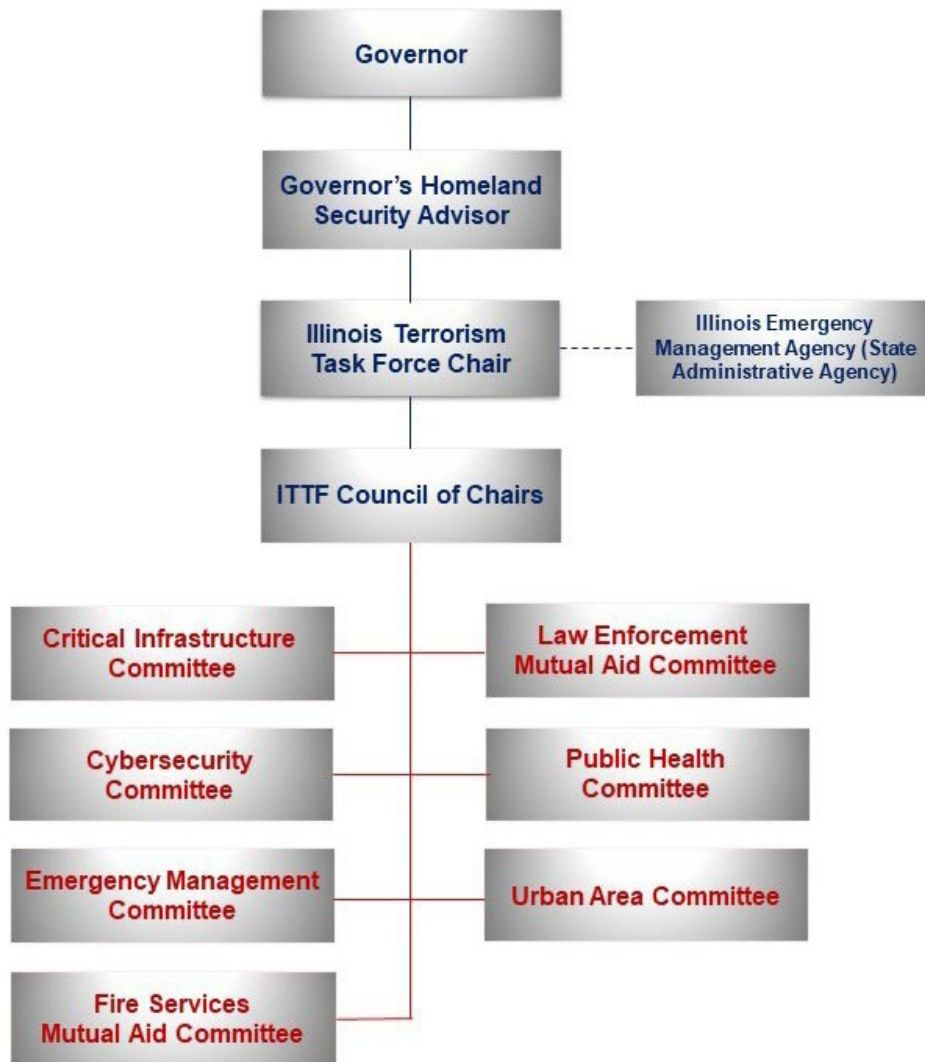 Governor
Governor's Homeland
Security Advisor
Illinois Terrorism
Task Force Chair
Illinois Emergency
Management Agency (State
Administrative Agency)
ITTF Council of Chairs
Critical Infrastructure
Committee
Law Enforcement
Mutual Aid Committee
Cybersecurity
Committee
Public Health
Committee
Emergency Management
Committee
Urban Area Committee
Fire Services
Mutual Aid Committee